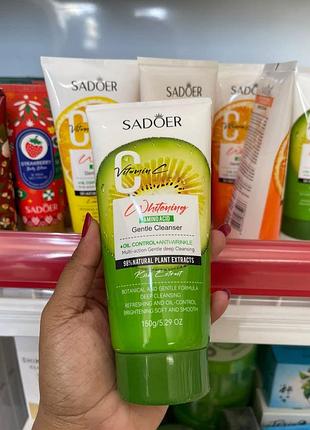 SADOER
SADOER
SADOER
Vitamin C
STRAWBERRY
SADOER
SADOER
Vitamin C
Whitening
AMINO ACID
Gentle Cleanser
+OIL CONTROL+ANTI-WRINKLE
Multi-action Gentle deep Cleansing
98% NATURAL PLANT EXTRACTS
Kiwi Extract
BOTANICAL AND GENTLE FORMULA
DEEP CLEANSING
REFRESHING AND OIL-CONTROL
BRIGHTENING SOFT AND SMOOTH
150g/5.29 OZ